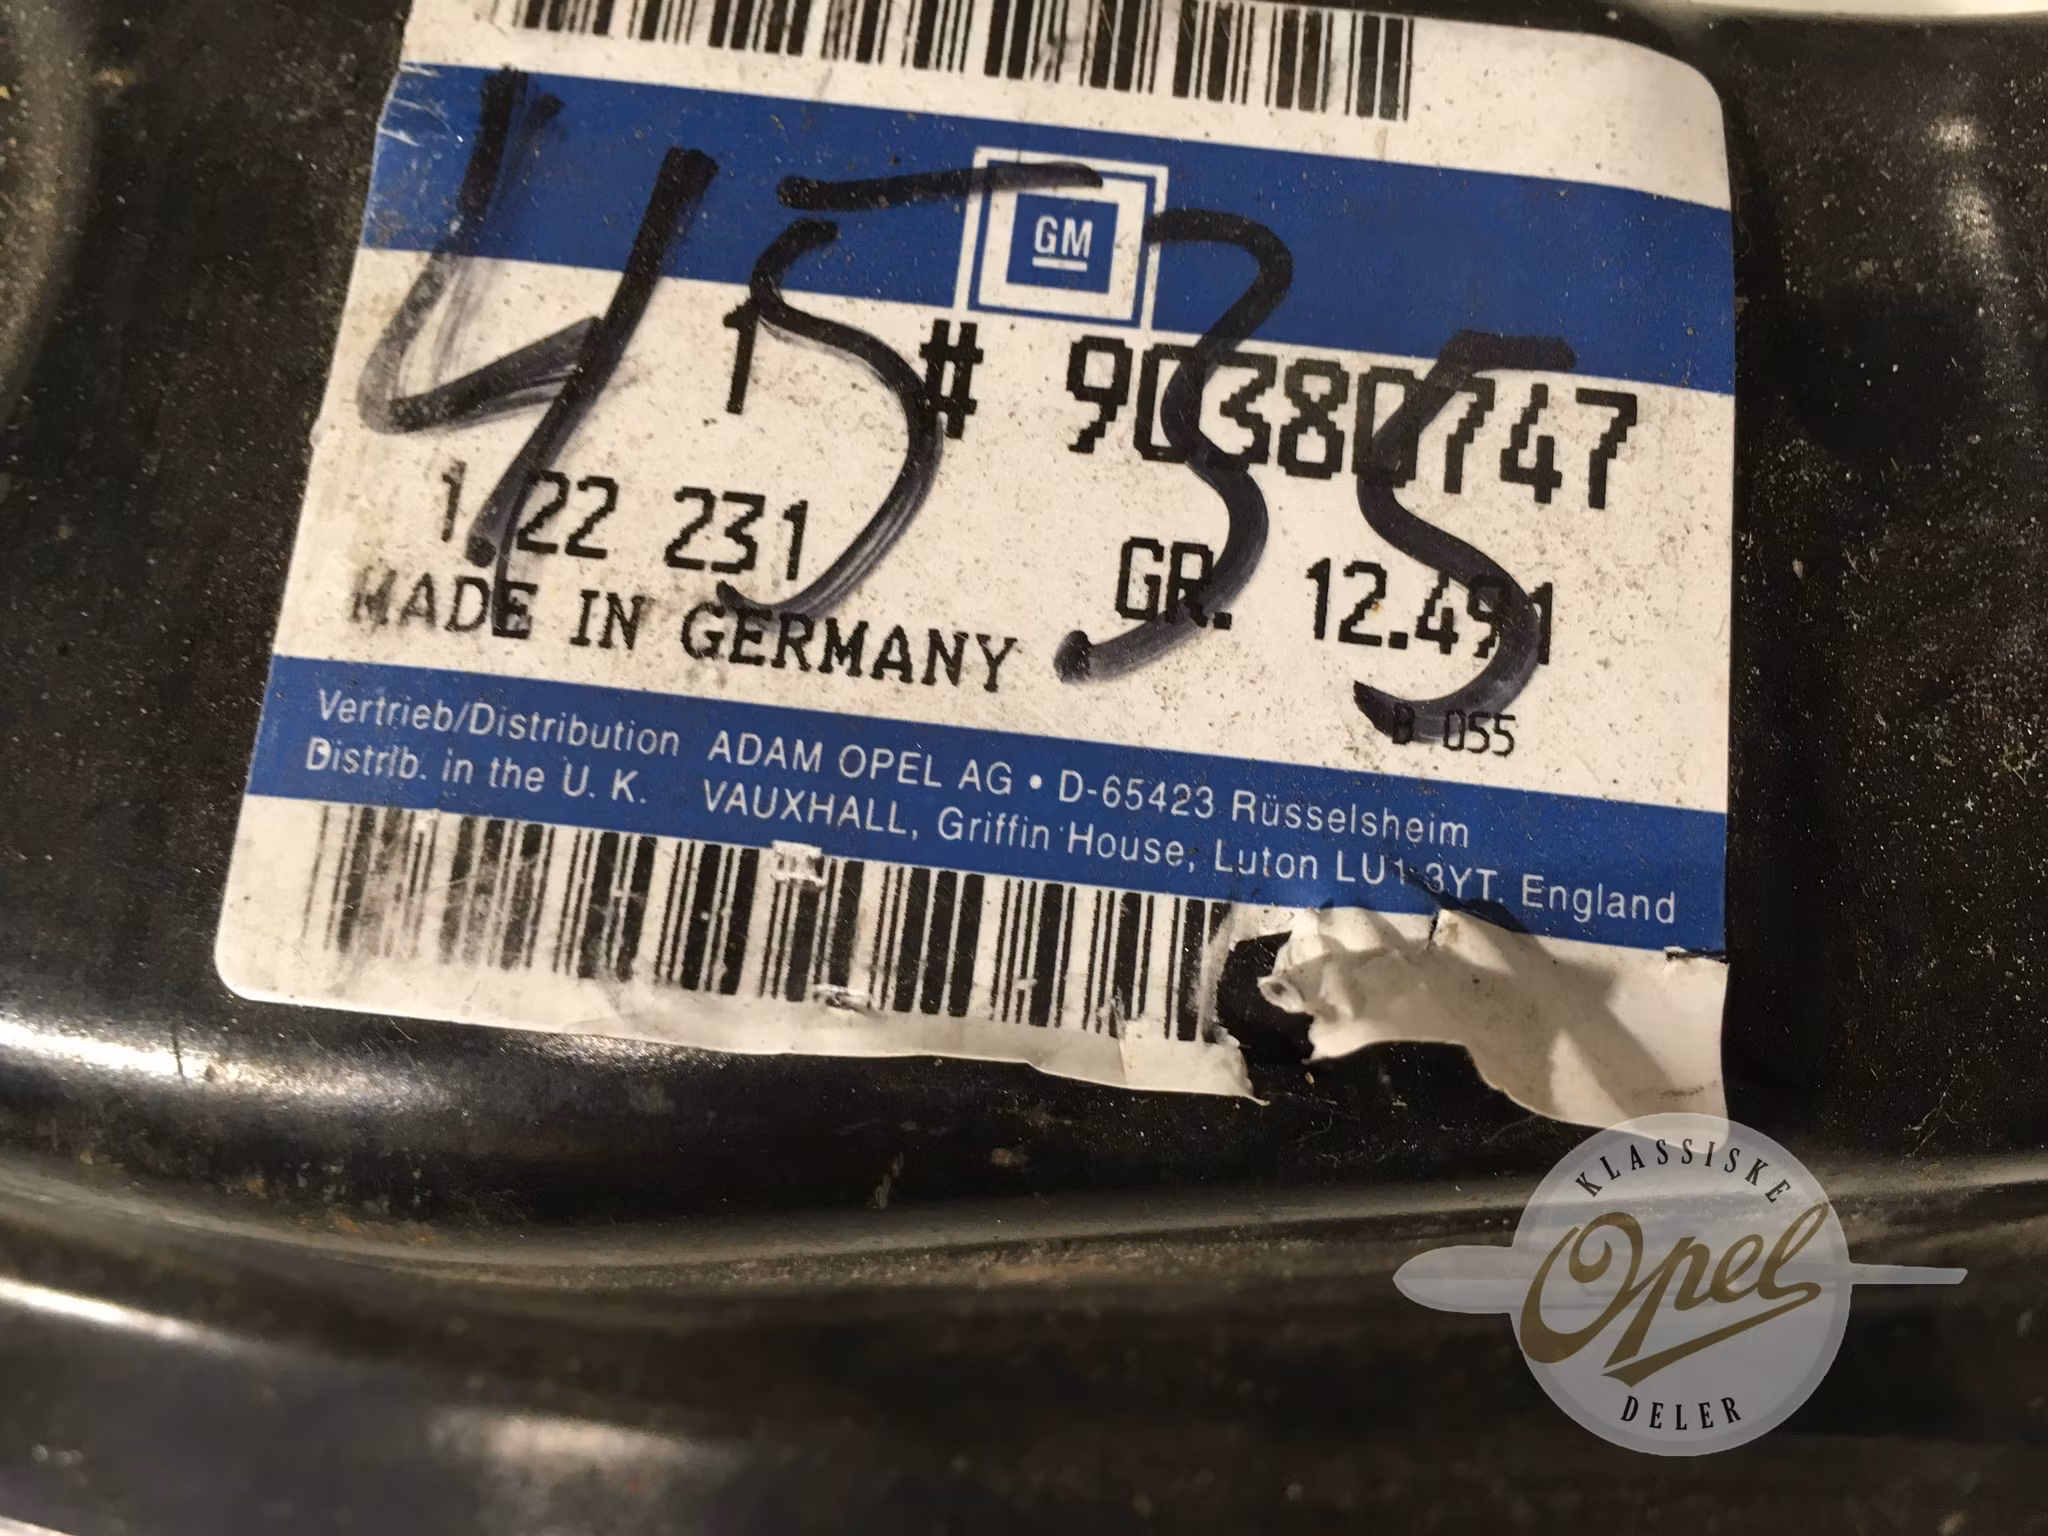 4535
GM
1 # 90380747
1 22 231
GR. 12.491
MADE IN GERMANY
B 055
Vertrieb/Distribution ADAM OPEL AG • D-65423 Rüsselsheim
Distrib. in the U. K. VAUXHALL, Griffin House, Luton LU1 3YT, England
KLASSISKE
Opel
DELER